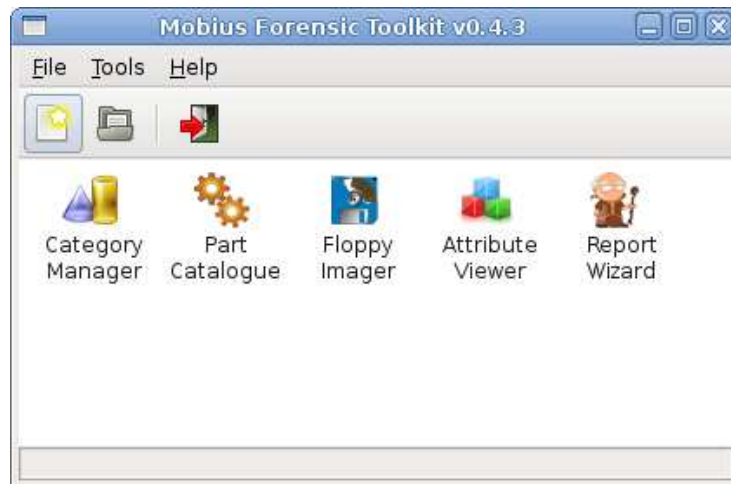 Mobius Forensic Toolkit v0.4.3
File Tools Help
Category Manager
Part Catalogue
Floppy Imager
Attribute Viewer
Report Wizard